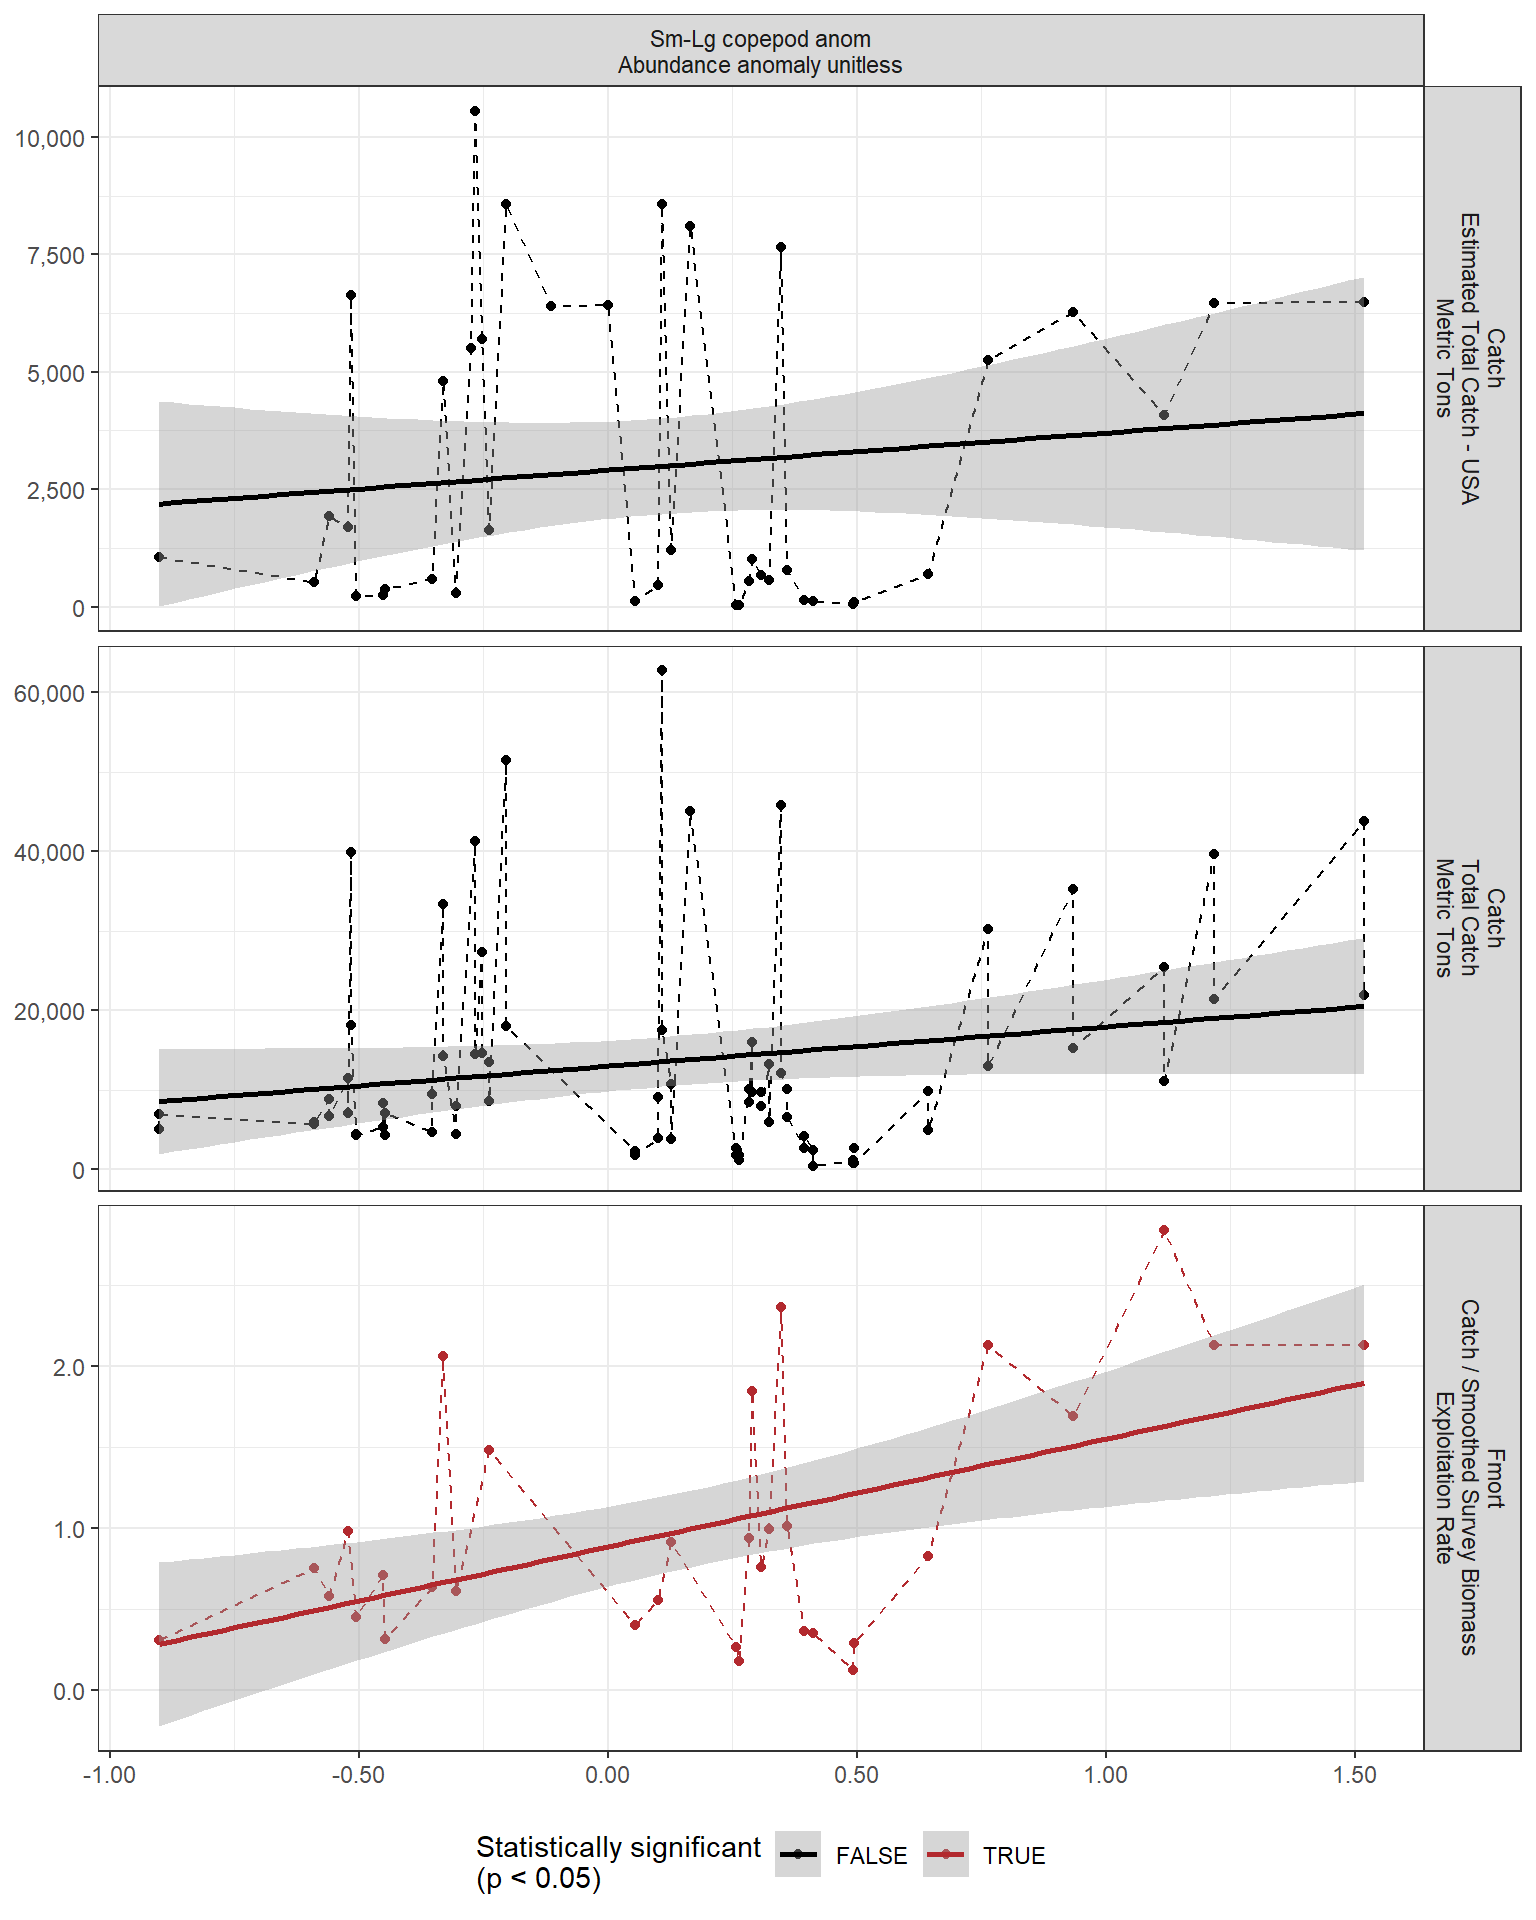 Sm-Lg copepod anom
Abundance anomaly unitless
10,000
7,500
5,000
2,500
0
Catch
Estimated Total Catch - USA
Metric Tons
60,000
40,000
20,000
0
Catch
Total Catch
Metric Tons
2.0
1.0
0.0
Fmort
Catch / Smoothed Survey Biomass
Exploitation Rate
-1.00
-0.50
0.00
0.50
1.00
1.50
Statistically significant
(p < 0.05)
FALSE
TRUE